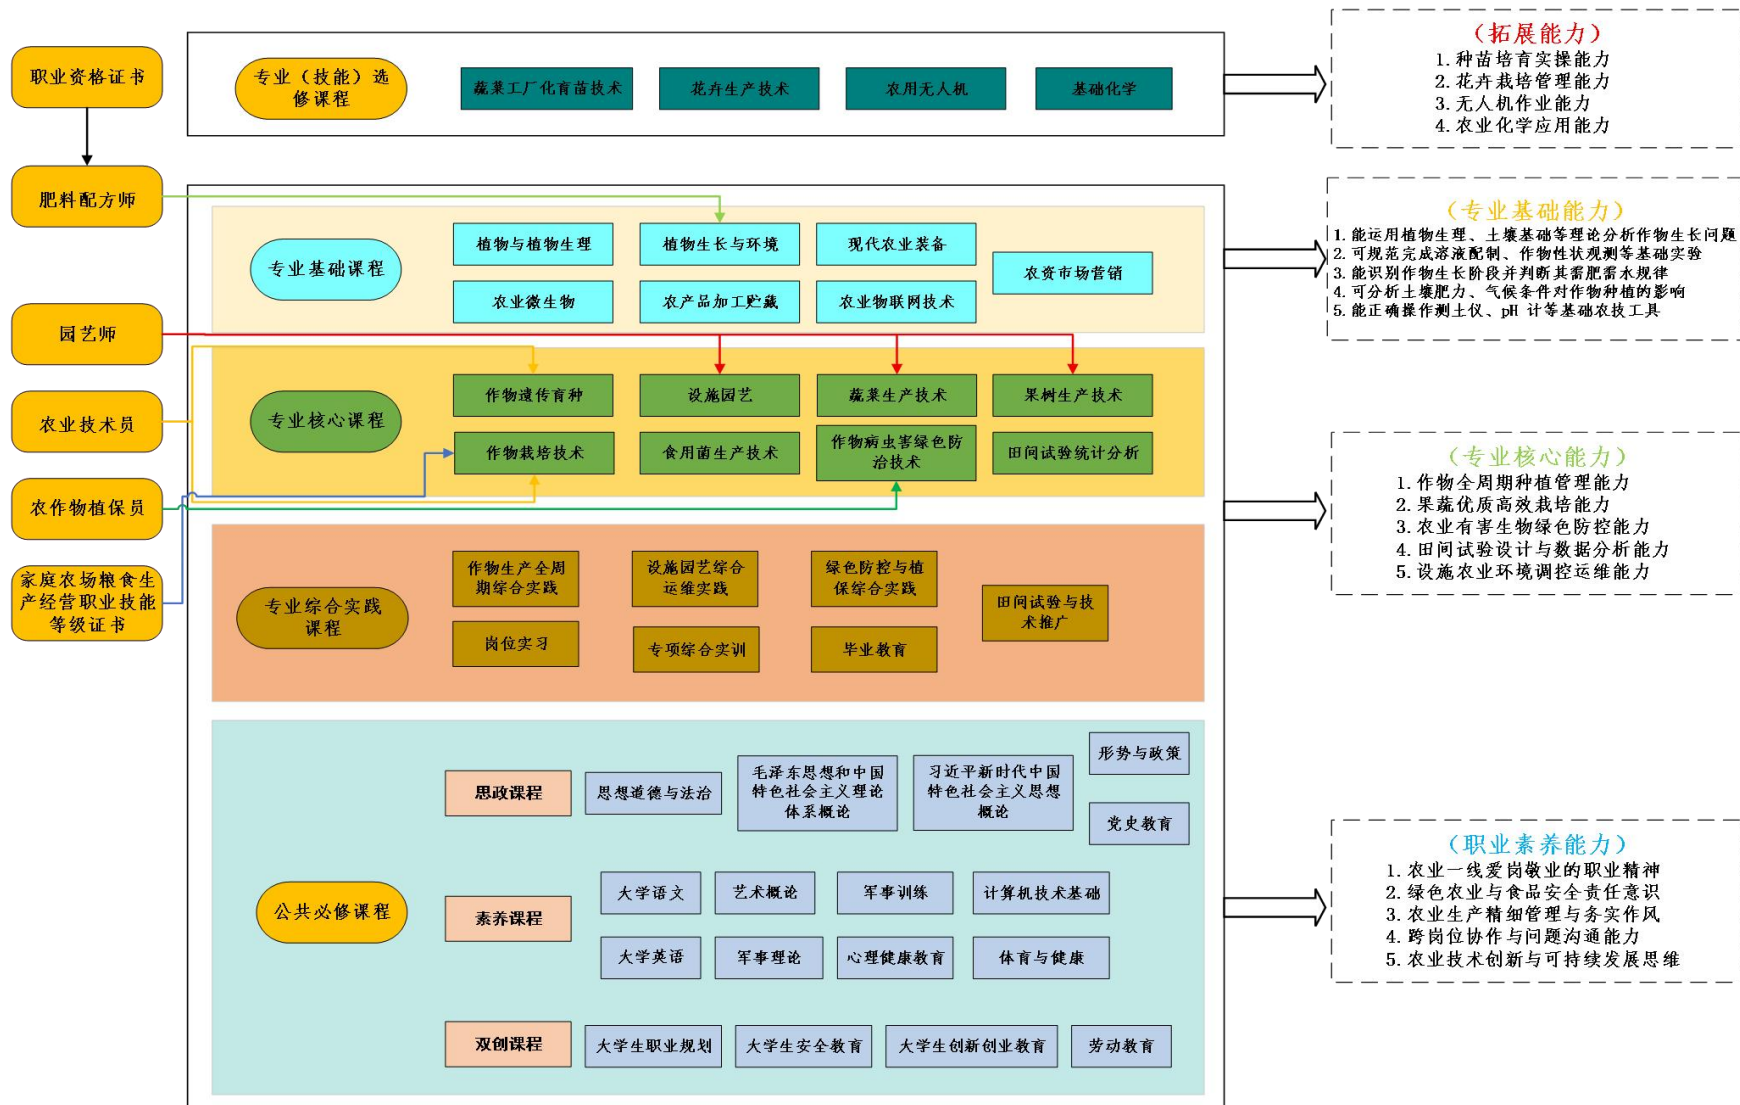 职业资格证书
肥料配方师
园艺师
农业技术员
农作物植保员
家庭农场粮食生
产经营职业技能
等级证书
专业（技能）选
修课程
蔬菜工厂化育苗技术
花卉生产技术
农用无人机
基础化学
专业基础课程
植物与植物生理
植物生长与环境
现代农业装备
农资市场营销
农业微生物
农产品加工贮藏
农业物联网技术
专业核心课程
作物遗传育种
设施园艺
蔬菜生产技术
果树生产技术
作物栽培技术
食用菌生产技术
作物病虫害绿色防
治技术
田间试验统计分析
专业综合实践
课程
作物生产全周
期综合实践
设施园艺综合
运维实践
绿色防控与植
保综合实践
田间试验与技
术推广
岗位实习
专项综合实训
毕业教育
公共必修课程
思政课程
思想道德与法治
毛泽东思想和中国
特色社会主义理论
体系概论
习近平新时代中国
特色社会主义思想
概论
形势与政策
党史教育
素养课程
大学语文
艺术概论
军事训练
计算机技术基础
大学英语
军事理论
心理健康教育
体育与健康
双创课程
大学生职业规划
大学生安全教育
大学生创新创业教育
劳动教育
（拓展能力）
1. 种苗培育实操能力
2. 花卉栽培管理能力
3. 无人机作业能力
4. 农业化学应用能力
（专业基础能力）
1. 能运用植物生理、土壤基础等理论分析作物生长问题
2. 可规范完成溶液配制、作物性状观测等基础实验
3. 能识别作物生长阶段并判断其需肥需水规律
4. 可分析土壤肥力、气候条件对作物种植的影响
5. 能正确操作测土仪、pH 计等基础农技工具
（专业核心能力）
1. 作物全周期种植管理能力
2. 果蔬优质高效栽培能力
3. 农业有害生物绿色防控能力
4. 田间试验设计与数据分析能力
5. 设施农业环境调控运维能力
（职业素养能力）
1. 农业一线爱岗敬业的职业精神
2. 绿色农业与食品安全责任意识
3. 农业生产精细管理与务实作风
4. 跨岗位协作与问题沟通能力
5. 农业技术创新与可持续发展思维